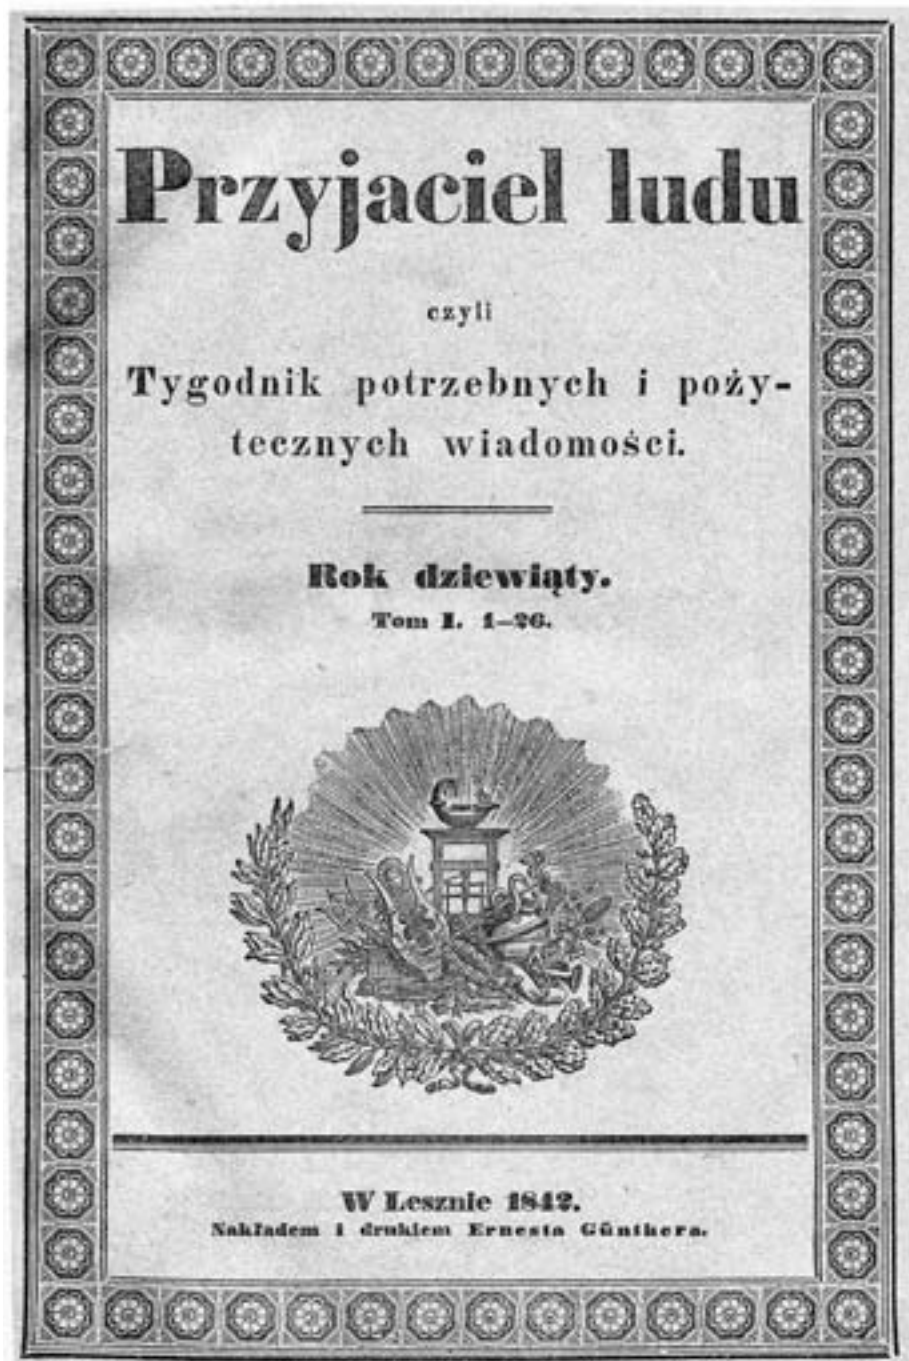 Przyjaciel ludu
czyli
Tygodnik potrzebnych i poży-
tecznych wiadomości.
Rok dziewiąty.
Tom I. 1–26.
W Lesznie 1842.
Nakładem i drukiem Ernesta Günthera.